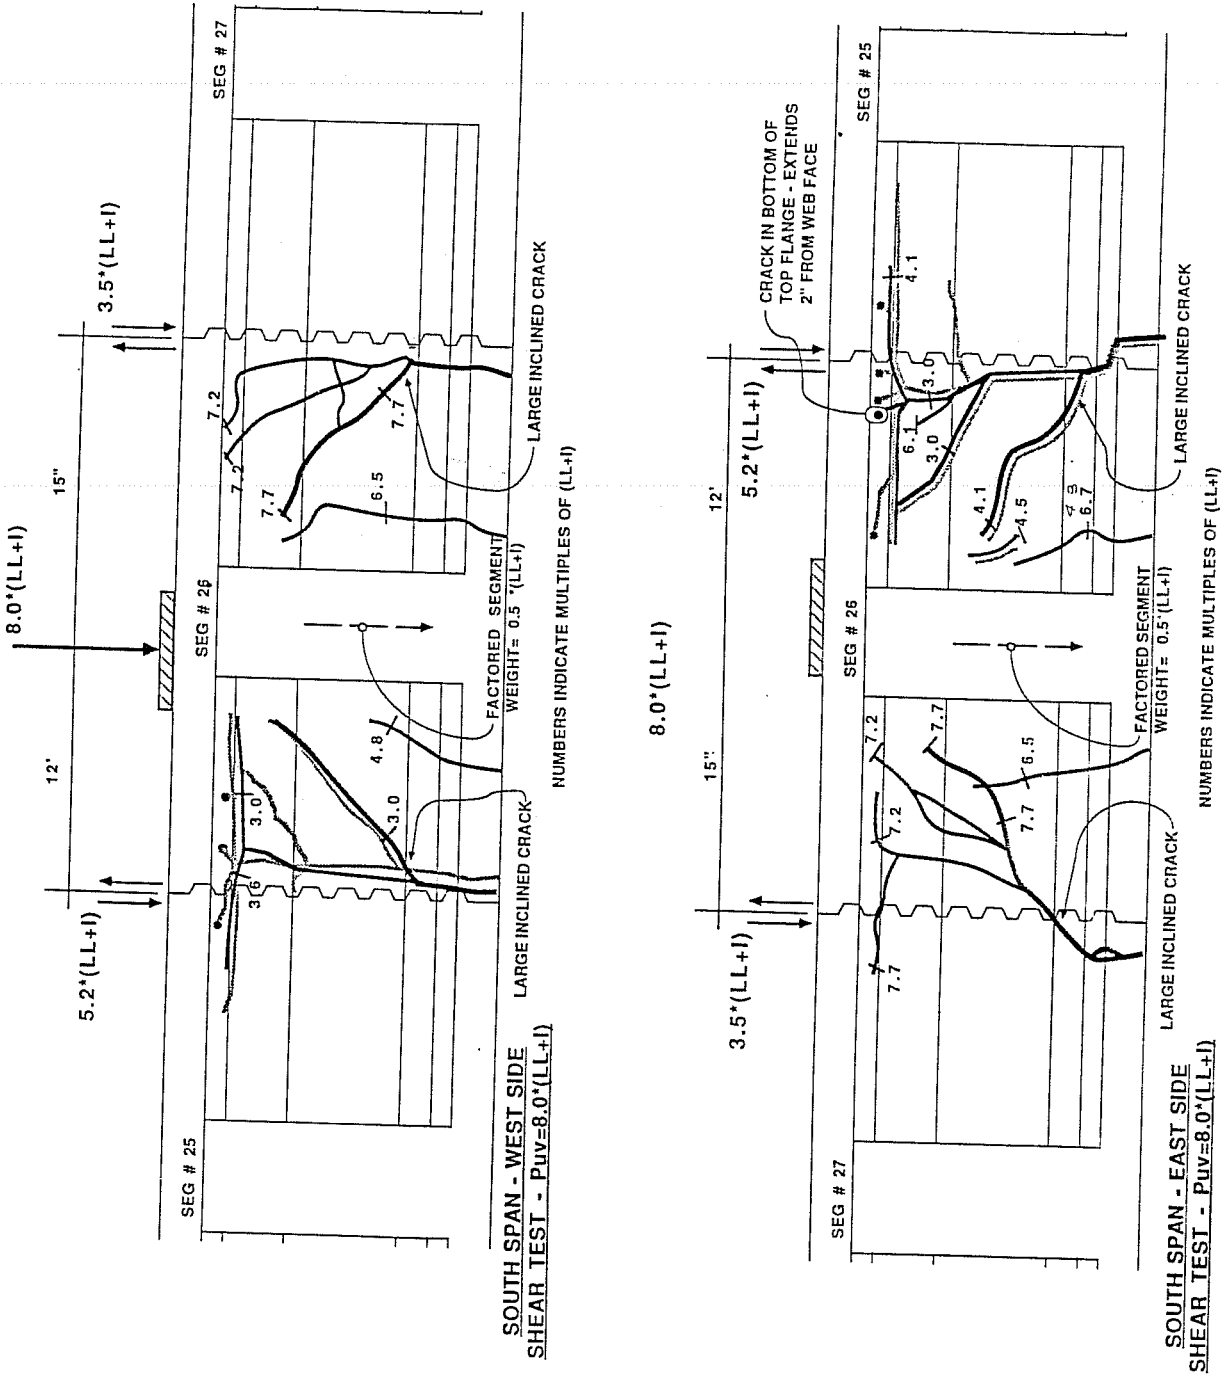 8.0*(LL+I)
12'
15"
5.2*(LL+I)
3.5*(LL+I)
SEG # 25
SEG # 26
SEG # 27
3.6
3.0
3.0
4.8
7.7
7.2
7.2
7.7
6.5
LARGE INCLINED CRACK
FACTORED SEGMENT
WEIGHT= 0.5 *(LL+I)
LARGE INCLINED CRACK
NUMBERS INDICATE MULTIPLES OF (LL+I)
SOUTH SPAN - WEST SIDE
SHEAR TEST - Puv=8.0*(LL+I)
8.0*(LL+I)
15"
12'
3.5*(LL+I)
5.2*(LL+I)
CRACK IN BOTTOM OF
TOP FLANGE - EXTENDS
2" FROM WEB FACE
SEG # 27
SEG # 26
SEG # 25
7.7
7.2
7.2
7.7
7.7
6.5
6.1
3.0
3.0
4.1
4.1
4.5
4.8
6.7
LARGE INCLINED CRACK
FACTORED SEGMENT
WEIGHT= 0.5*(LL+I)
LARGE INCLINED CRACK
NUMBERS INDICATE MULTIPLES OF (LL+I)
SOUTH SPAN - EAST SIDE
SHEAR TEST - Puv=8.0*(LL+I)